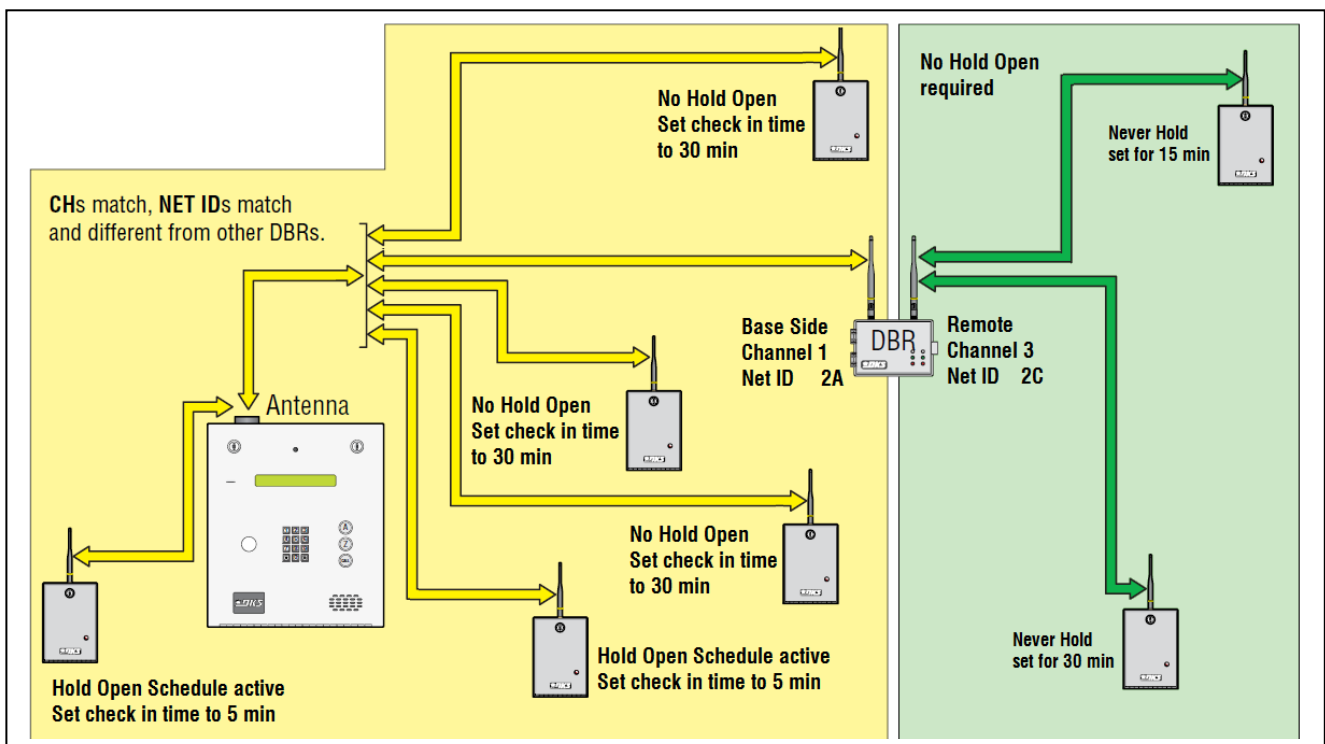 No Hold Open
Set check in time
to 30 min
No Hold Open
required
Never Hold
set for 15 min
CHs match, NET IDs match
and different from other DBRs.
Base Side
Channel 1
Net ID 2A
DBR
Remote
Channel 3
Net ID 2C
Antenna
No Hold Open
Set check in time
to 30 min
No Hold Open
Set check in time
to 30 min
A
Z
DKS
Hold Open Schedule active
Set check in time to 5 min
Never Hold
set for 30 min
Hold Open Schedule active
Set check in time to 5 min